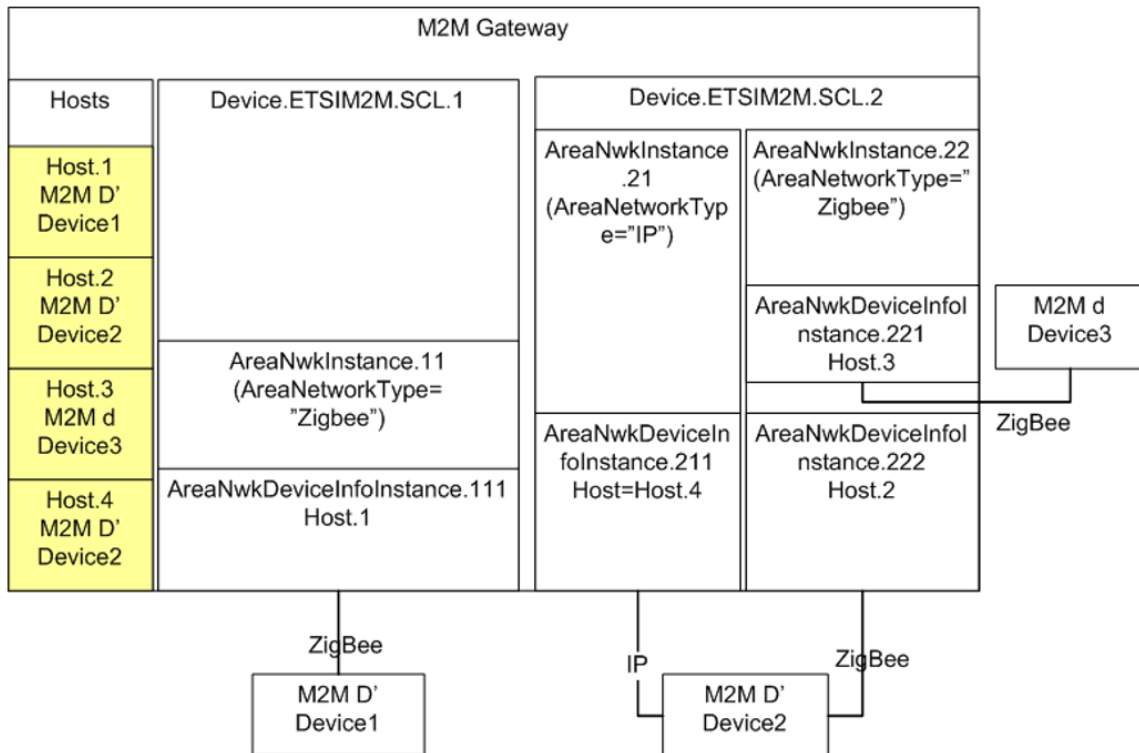 M2M Gateway
Hosts
Host.1
M2M D’
Device1
Host.2
M2M D’
Device2
Host.3
M2M d
Device3
Host.4
M2M D’
Device2
Device.ETSIM2M.SCL.1
AreaNwkInstance.11
(AreaNetworkType=
”Zigbee”)
AreaNwkDeviceInfoInstance.111
Host.1
Device.ETSIM2M.SCL.2
AreaNwkInstance
.21
(AreaNetworkTyp
e=”IP”)
AreaNwkDeviceIn
foInstance.211
Host=Host.4
AreaNwkInstance.22
(AreaNetworkType=”
Zigbee”)
AreaNwkDeviceInfoI
nstance.221
Host.3
AreaNwkDeviceInfoI
nstance.222
Host.2
M2M d
Device3
ZigBee
ZigBee
IP
ZigBee
M2M D’
Device1
M2M D’
Device2